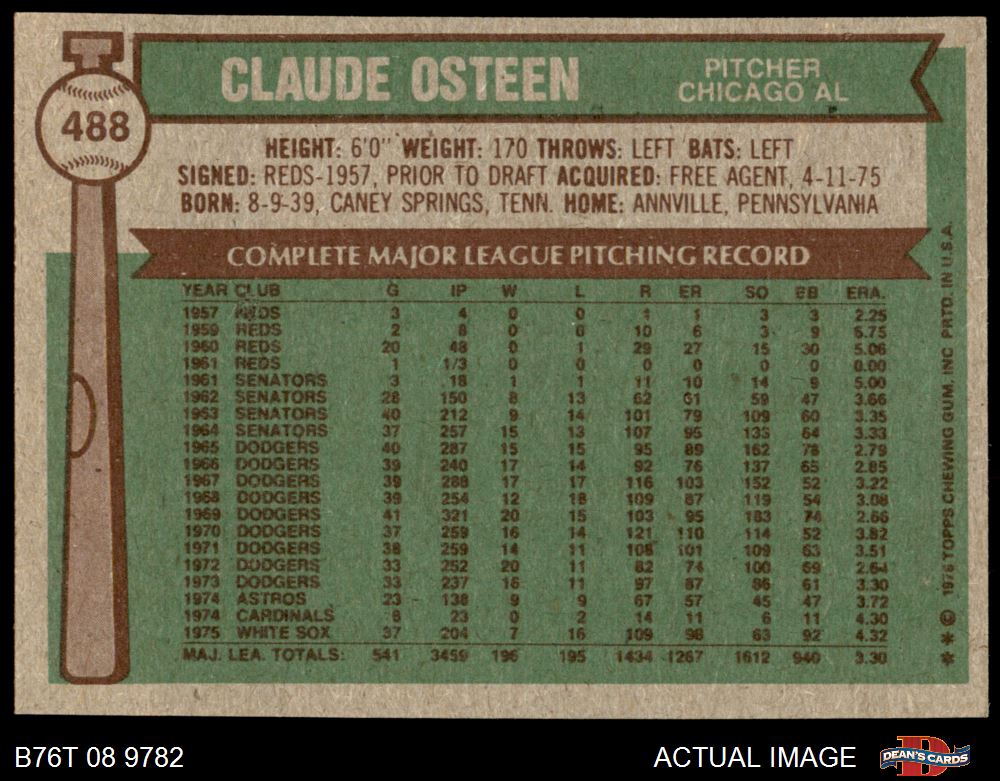 CLAUDE OSTEEN
PITCHER
CHICAGO AL
488
HEIGHT: 6'0" WEIGHT: 170 THROWS: LEFT BATS: LEFT
SIGNED: REDS-1957, PRIOR TO DRAFT ACQUIRED: FREE AGENT, 4-11-75
BORN: 8-9-39, CANEY SPRINGS, TENN. HOME: ANNVILLE, PENNSYLVANIA
COMPLETE MAJOR LEAGUE PITCHING RECORD
YEAR CLUB G IP W L R ER SO BB ERA.
1957 REDS 3 4 0 0 1 1 3 3 2.25
1959 REDS 2 8 0 0 10 6 3 9 6.75
1960 REDS 20 48 0 1 29 27 15 30 5.06
1961 REDS 1 1/3 0 0 0 0 0 0 0.00
1961 SENATORS 3 18 1 1 11 10 14 9 5.00
1962 SENATORS 28 150 8 13 62 61 59 47 3.66
1963 SENATORS 40 212 9 14 101 79 109 60 3.35
1964 SENATORS 37 257 15 13 107 95 133 64 3.33
1965 DODGERS 40 287 15 15 95 89 162 78 2.79
1966 DODGERS 39 240 17 14 92 76 137 65 2.85
1967 DODGERS 39 288 17 17 116 103 152 52 3.22
1968 DODGERS 39 254 12 18 109 87 119 54 3.08
1969 DODGERS 41 321 20 15 103 95 183 74 2.66
1970 DODGERS 37 259 16 14 121 110 114 52 3.82
1971 DODGERS 38 259 14 11 108 101 109 63 3.51
1972 DODGERS 33 252 20 11 82 74 100 69 2.64
1973 DODGERS 33 237 16 11 97 87 86 61 3.30
1974 ASTROS 23 138 9 9 67 57 45 47 3.72
1974 CARDINALS 8 23 0 2 14 11 6 11 4.30
1975 WHITE SOX 37 204 7 16 109 98 63 92 4.32
MAJ. LEA. TOTALS: 541 3459 196 195 1434 1267 1612 940 3.30
* * © 1976 TOPPS CHEWING GUM, INC PRTD. IN U.S.A.
B76T 08 9782
ACTUAL IMAGE
DEAN'S CARDS